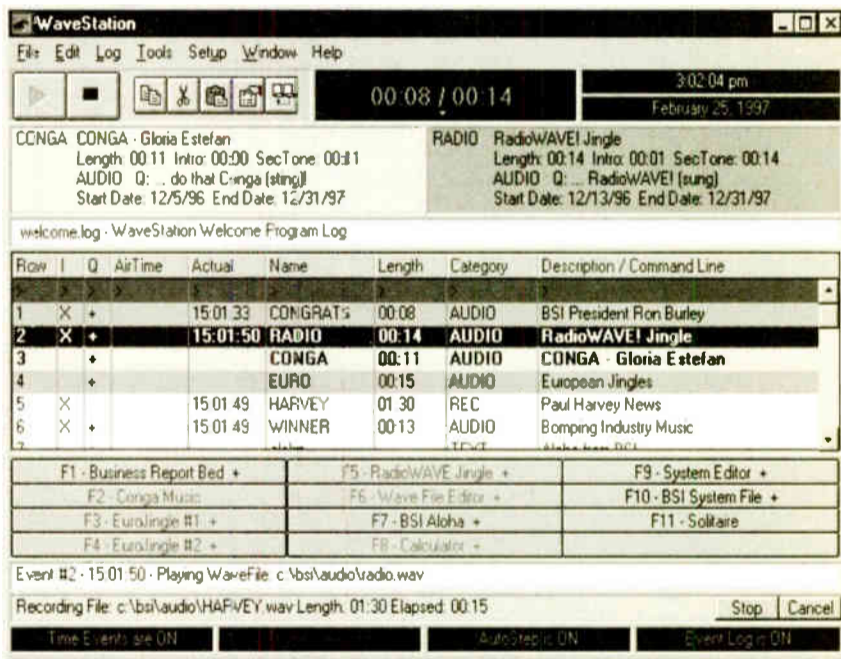 WaveStation
File Edit Log Tools Setup Window Help
00:08 / 00:14
3:02:04 pm
February 25, 1997
CONGA CONGA - Gloria Estefan
Length: 00:11 Intro: 00:00 SecTone: 00:11
AUDIO Q: ... do that Conga (sting)!
Start Date: 12/5/96 End Date: 12/31/97
RADIO RadioWAVE! Jingle
Length: 00:14 Intro: 00:01 SecTone: 00:14
AUDIO Q: ... RadioWAVE! (sung)
Start Date: 12/13/96 End Date: 12/31/97
welcome.log - WaveStation Welcome Program Log
Row I Q AirTime Actual Name Length Category Description / Command Line
> > > > > > > > >
1 X + 15:01:33 CONGRATS 00:08 AUDIO BSI President Ron Burley
2 X + 15:01:50 RADIO 00:14 AUDIO RadioWAVE! Jingle
3 + CONGA 00:11 AUDIO CONGA - Gloria Estefan
4 + EURO 00:15 AUDIO European Jingles
5 X 15:01:49 HARVEY 01:30 REC Paul Harvey News
6 X + 15:01:49 WINNER 00:13 AUDIO Bomping Industry Music
7 aloha TEXT Aloha from BSI
F1 - Business Report Bed + F5 - RadioWAVE Jingle + F9 - System Editor +
F2 - Conga Music F6 - Wave File Editor + F10 - BSI System File +
F3 - EuroJingle #1 + F7 - BSI Aloha + F11 - Solitaire
F4 - EuroJingle #2 + F8 - Calculator +
Event #2 - 15:01:50 - Playing WaveFile: c:\bsi\audio\radio.wav
Recording File: c:\bsi\audio\HARVEY.wav Length: 01:30 Elapsed: 00:15 Stop Cancel
Time Events are ON AutoStep is ON Event Log is ON